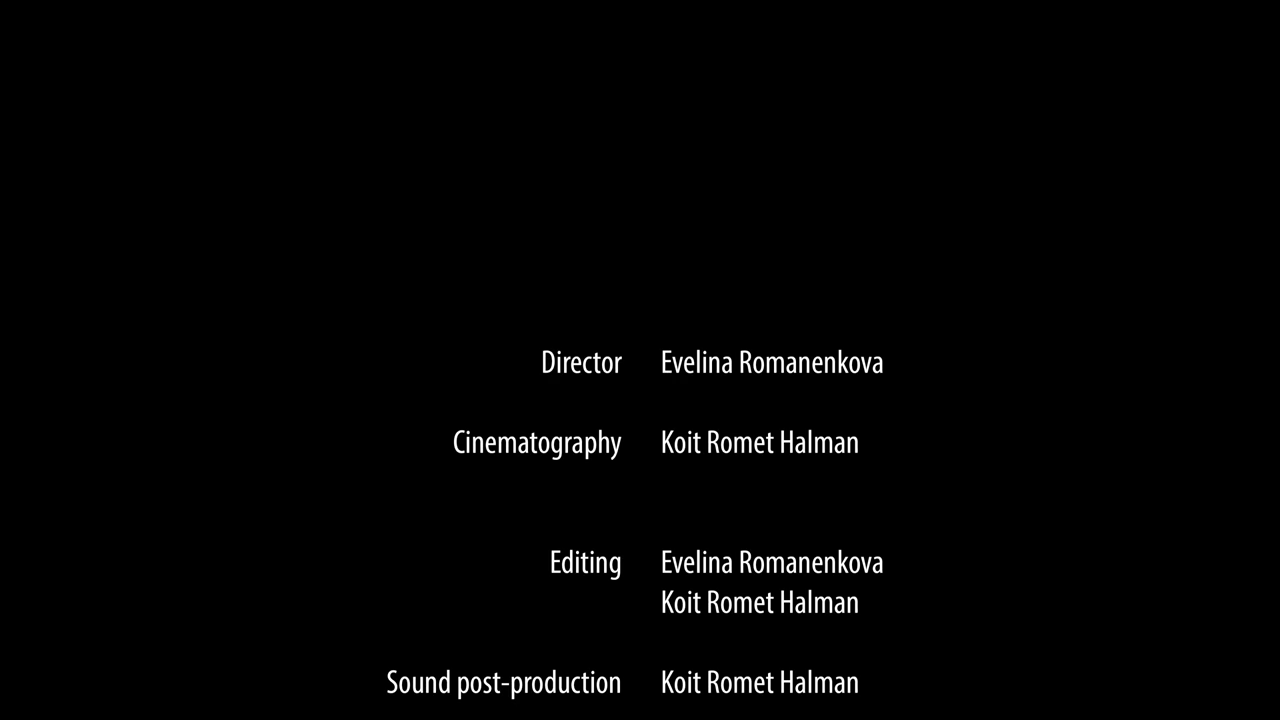 Director Evelina Romanenkova
Cinematography Koit Romet Halman
Editing Evelina Romanenkova
Koit Romet Halman
Sound post-production Koit Romet Halman